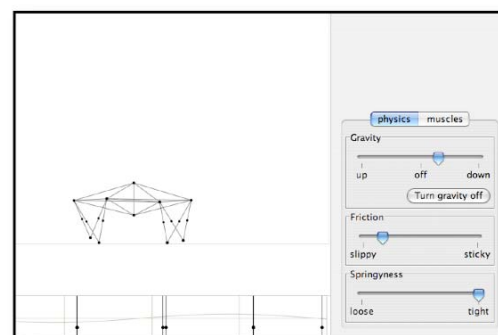 physics muscles
Gravity
up off down
Turn gravity off
Friction
slippy sticky
Springyness
loose tight